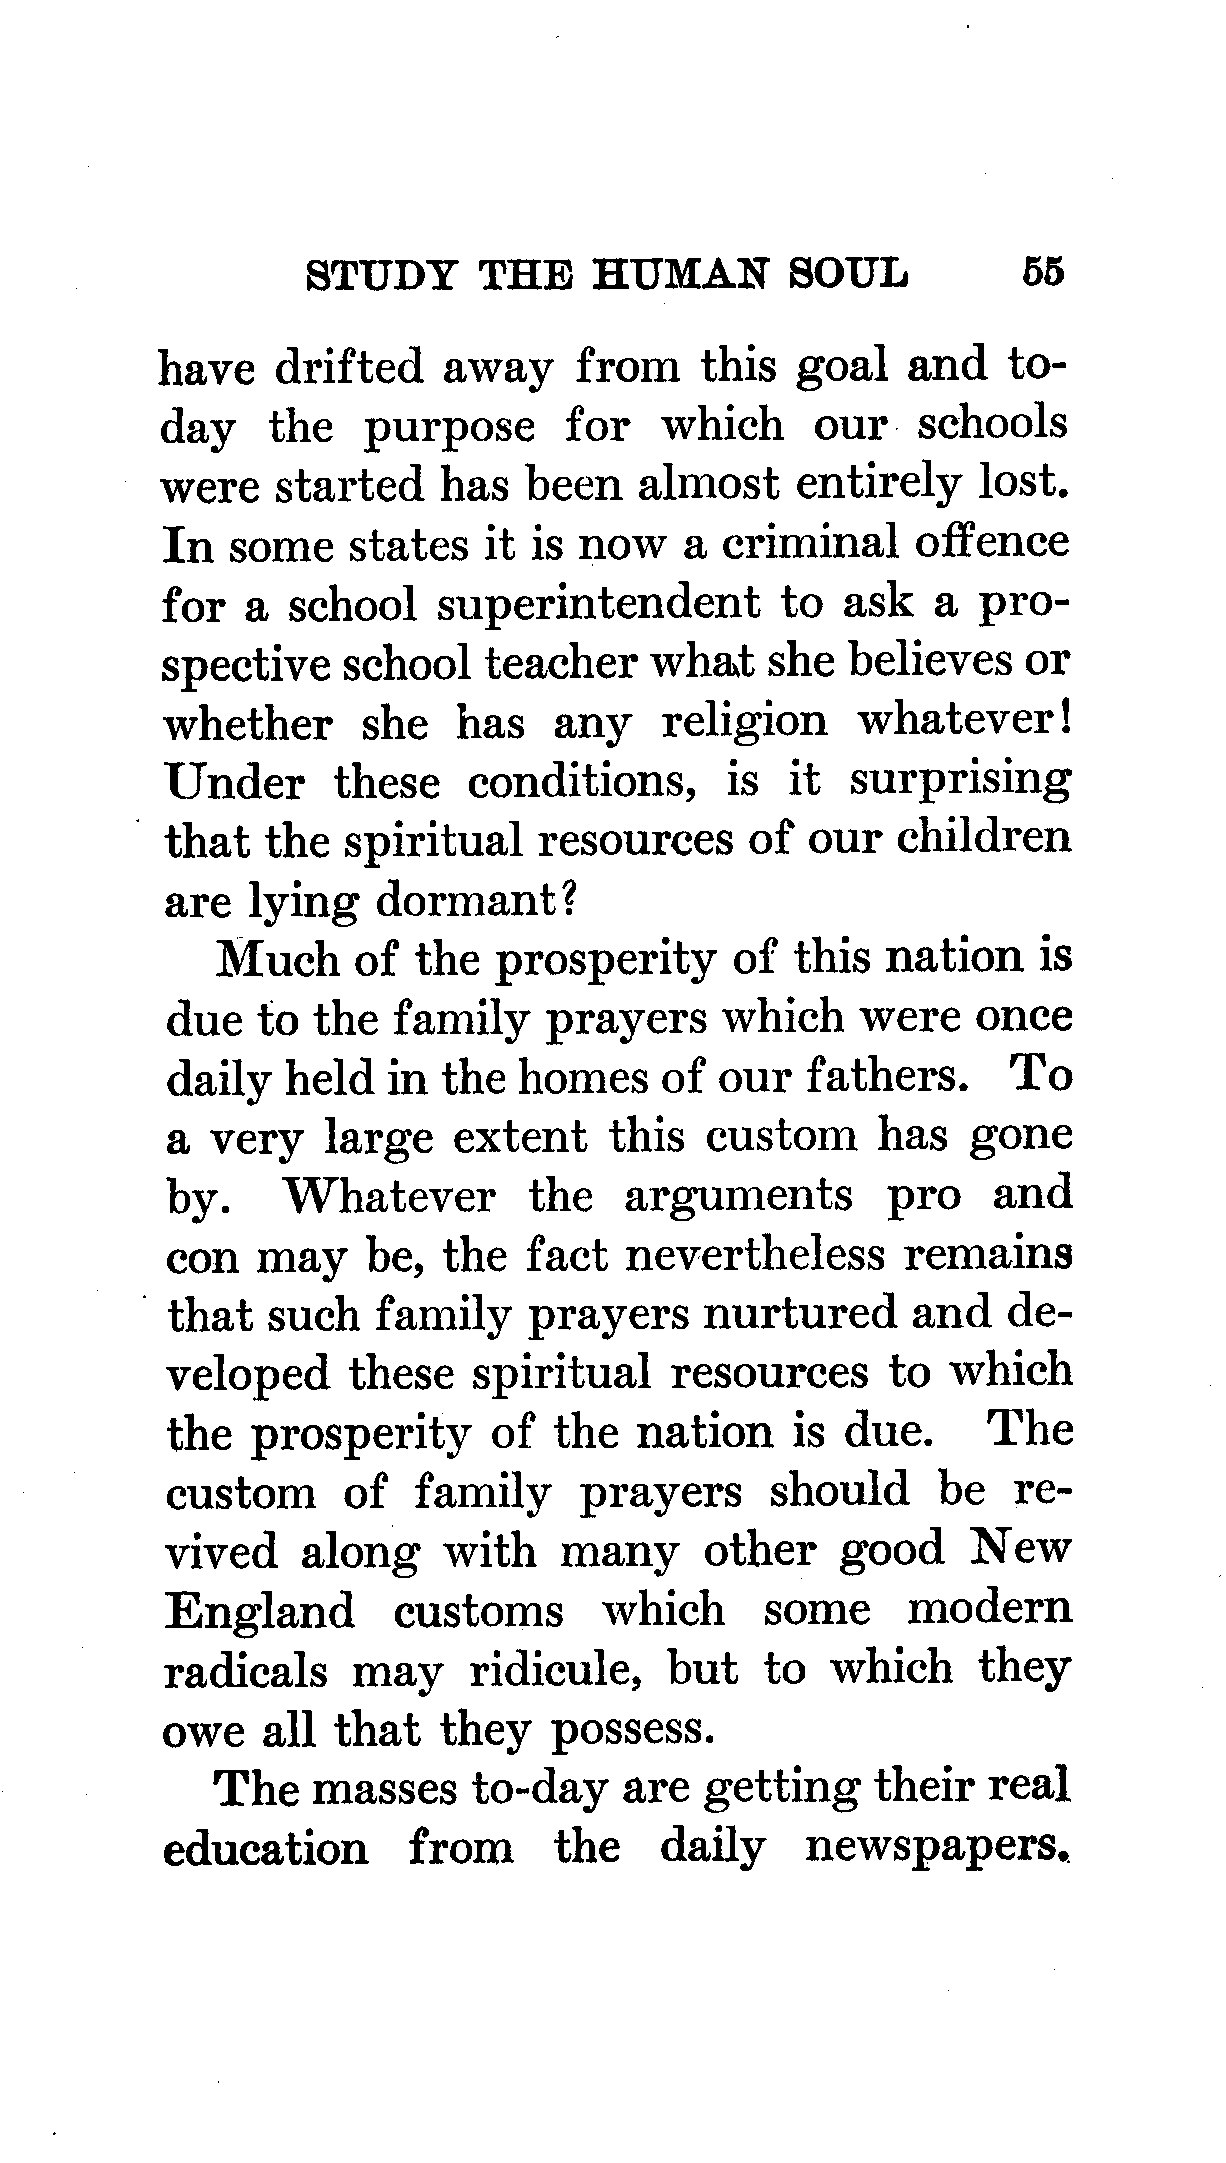 STUDY THE HUMAN SOUL 55
have drifted away from this goal and to-
day the purpose for which our schools
were started has been almost entirely lost.
In some states it is now a criminal offence
for a school superintendent to ask a pro-
spective school teacher what she believes or
whether she has any religion whatever!
Under these conditions, is it surprising
that the spiritual resources of our children
are lying dormant?
Much of the prosperity of this nation is
due to the family prayers which were once
daily held in the homes of our fathers. To
a very large extent this custom has gone
by. Whatever the arguments pro and
con may be, the fact nevertheless remains
that such family prayers nurtured and de-
veloped these spiritual resources to which
the prosperity of the nation is due. The
custom of family prayers should be re-
vived along with many other good New
England customs which some modern
radicals may ridicule, but to which they
owe all that they possess.
The masses to-day are getting their real
education from the daily newspapers.